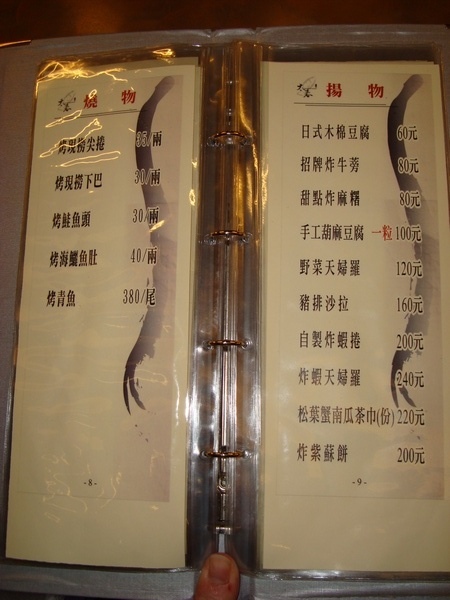 燒 物
烤現撈尖捲 35/兩
烤現撈下巴 30/兩
烤鮭魚頭 30/兩
烤海鱺魚肚 40/兩
烤青魚 380/尾
-8-
揚 物
日式木棉豆腐 60元
招牌炸牛蒡 80元
甜點炸麻糬 80元
手工葫麻豆腐 一粒 100元
野菜天婦羅 120元
豬排沙拉 160元
自製炸蝦捲 200元
炸蝦天婦羅 240元
松葉蟹南瓜茶巾(份) 220元
炸紫蘇餅 200元
-9-